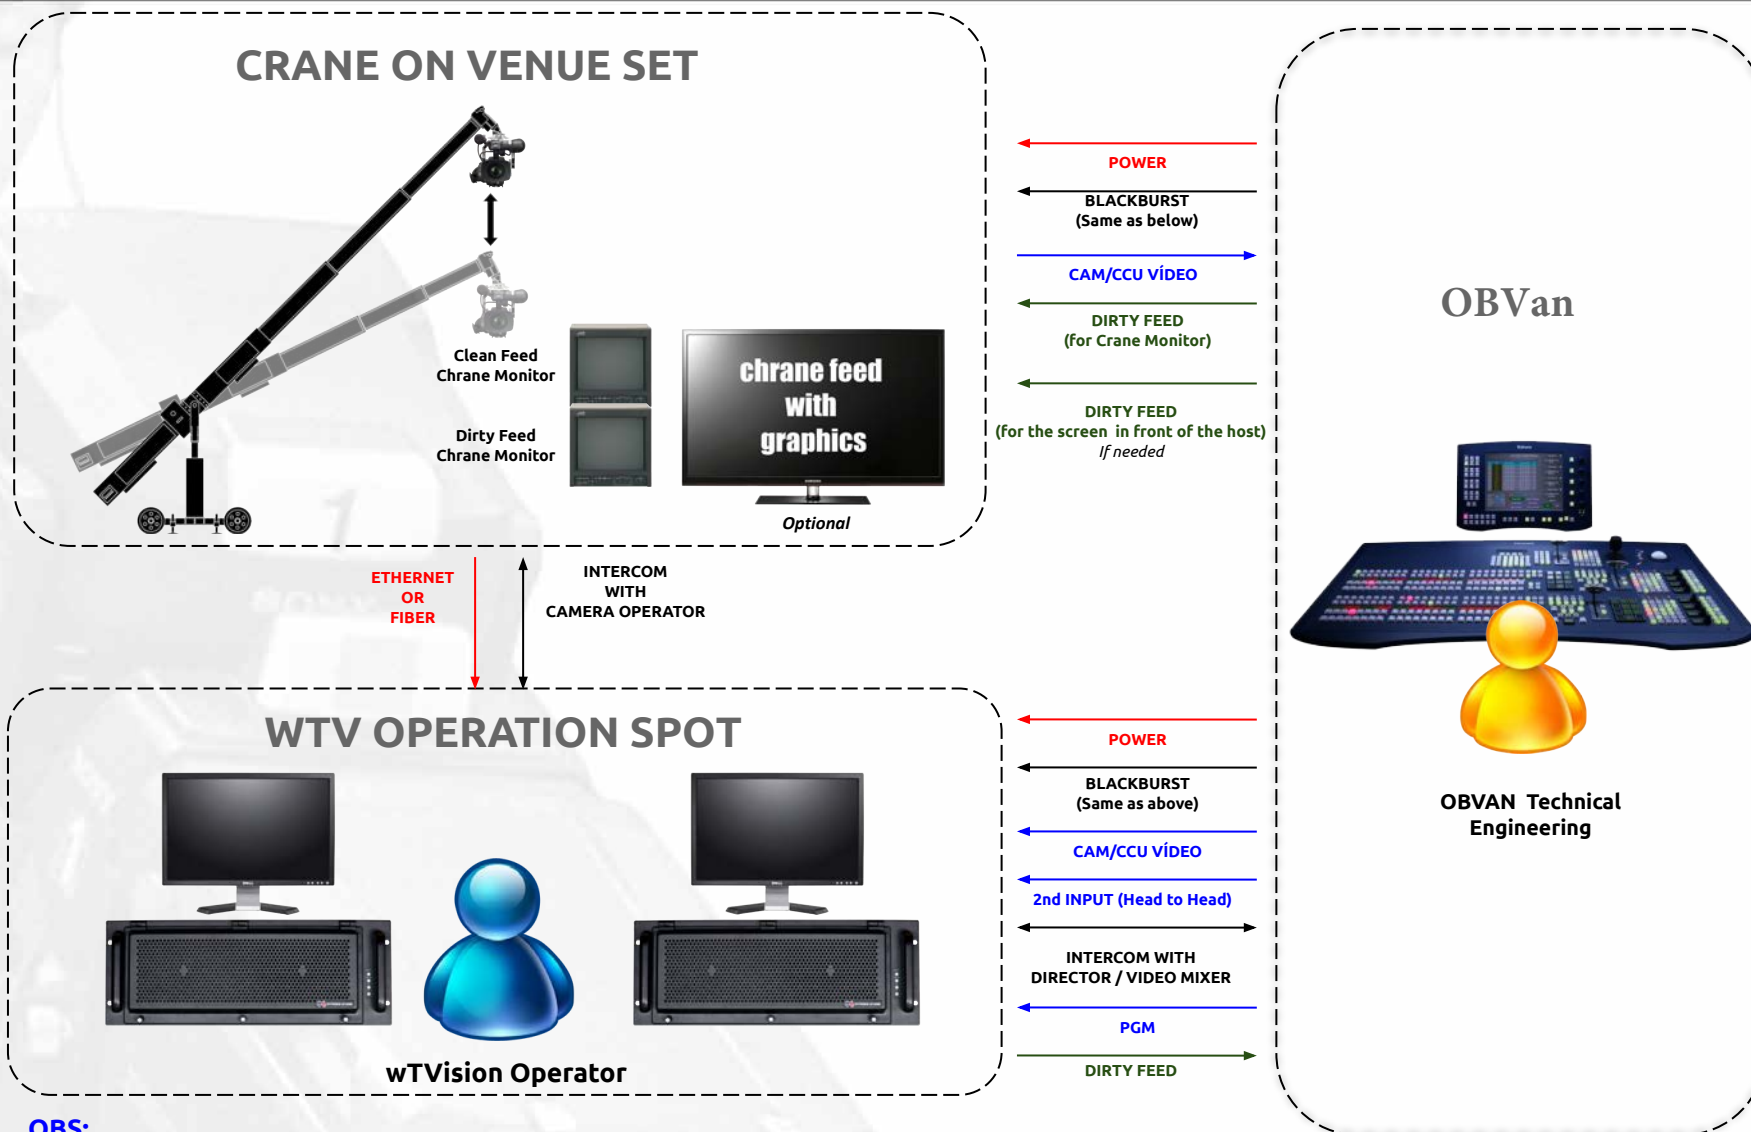 CRANE ON VENUE SET
Clean Feed
Chrane Monitor
Dirty Feed
Chrane Monitor
chrane feed
with
graphics
Optional
POWER
BLACKBURST
(Same as below)
CAM/CCU VÍDEO
DIRTY FEED
(for Crane Monitor)
DIRTY FEED
(for the screen in front of the host)
If needed
OBVan
OBVAN Technical
Engineering
ETHERNET
OR
FIBER
INTERCOM
WITH
CAMERA OPERATOR
WTV OPERATION SPOT
wTVision Operator
POWER
BLACKBURST
(Same as above)
CAM/CCU VÍDEO
2nd INPUT (Head to Head)
INTERCOM WITH
DIRECTOR / VIDEO MIXER
PGM
DIRTY FEED
OBS: